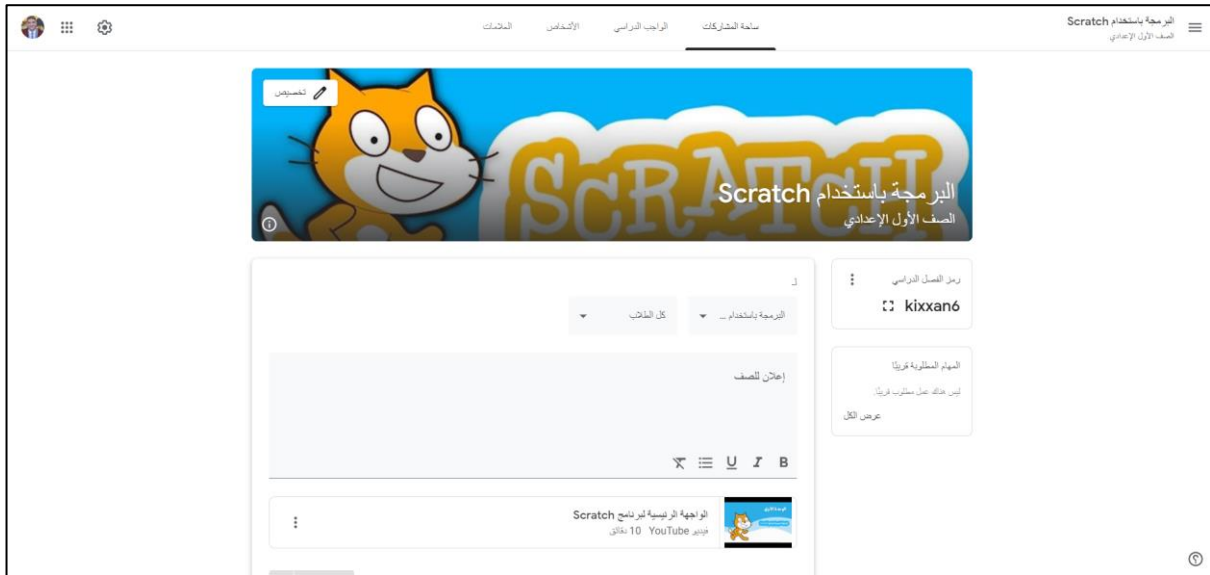 البرمجة باستخدام Scratch
الصف الأول الإعدادي
ساحة المشاركات
الواجب الدراسي
الأشخاص
العلامات
تخصيص
SCRATCH
البرمجة باستخدام Scratch
الصف الأول الإعدادي
رمز الفصل الدراسي
kixxan6
المهام المطلوبة قريبًا
ليس هناك عمل مطلوب قريبًا.
عرض الكل
لـ
البرمجة باستخدام ...
كل الطلاب
إعلان للصف
B I U
الواجهة الرئيسية لبرنامج Scratch
فيديو YouTube 10 دقائق